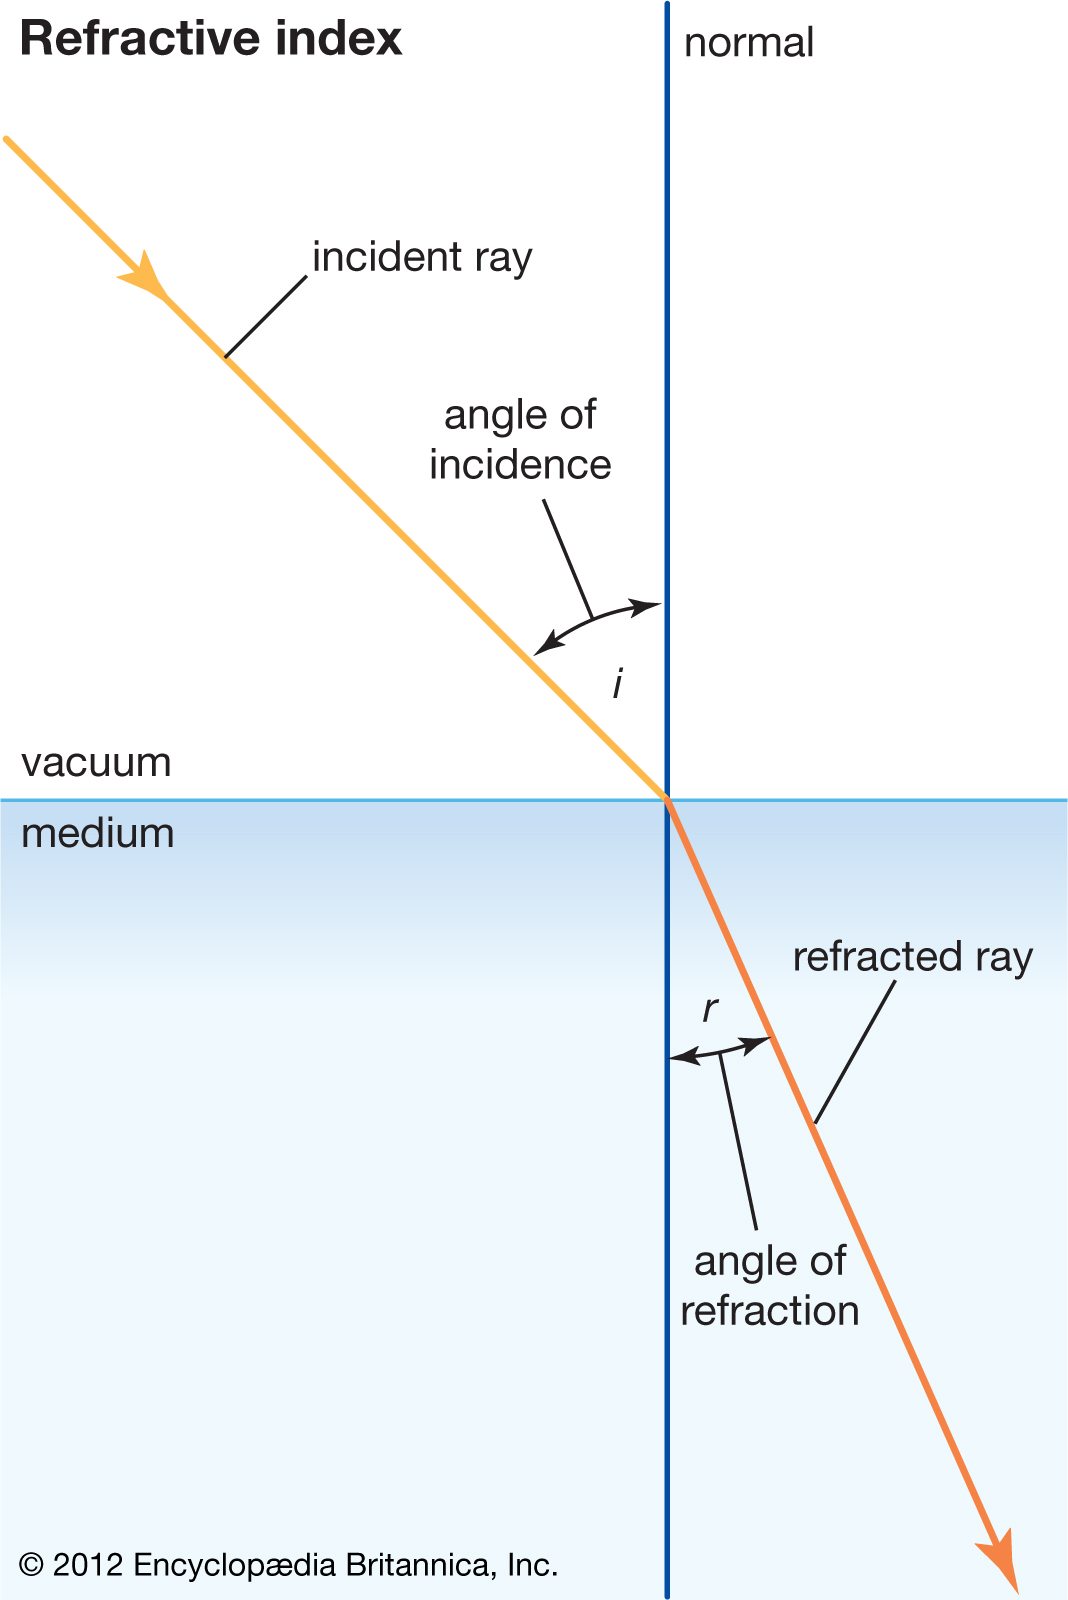 Refractive index
normal
incident ray
angle of
incidence
i
vacuum
medium
refracted ray
r
angle of
refraction
© 2012 Encyclopædia Britannica, Inc.